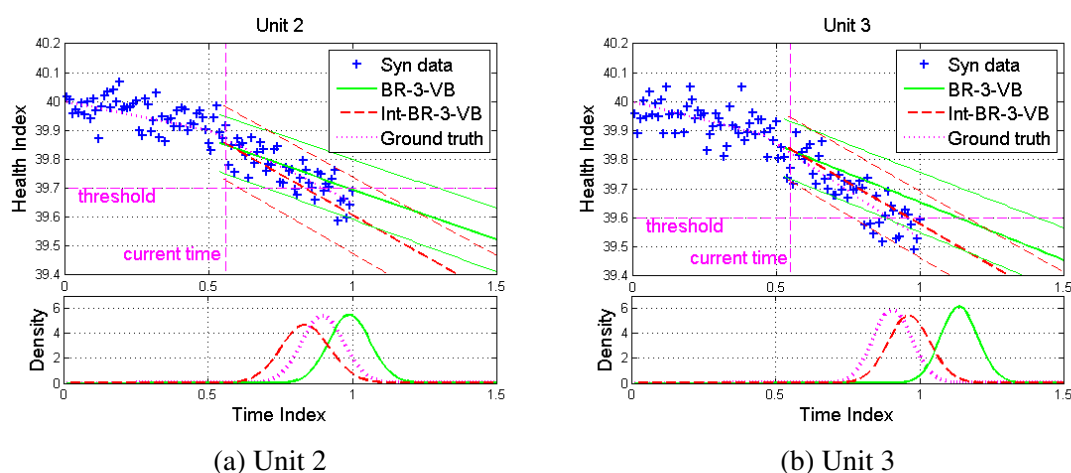 Unit 2
40.2
40.1
40
39.9
39.8
39.7
39.6
39.5
39.4
Health Index
Syn data
BR-3-VB
Int-BR-3-VB
Ground truth
threshold
current time
0
0.5
1
1.5
6
4
2
0
Density
0
0.5
1
1.5
Time Index
(a) Unit 2
Unit 3
40.2
40.1
40
39.9
39.8
39.7
39.6
39.5
39.4
Health Index
Syn data
BR-3-VB
Int-BR-3-VB
Ground truth
threshold
current time
0
0.5
1
1.5
6
4
2
0
Density
0
0.5
1
1.5
Time Index
(b) Unit 3